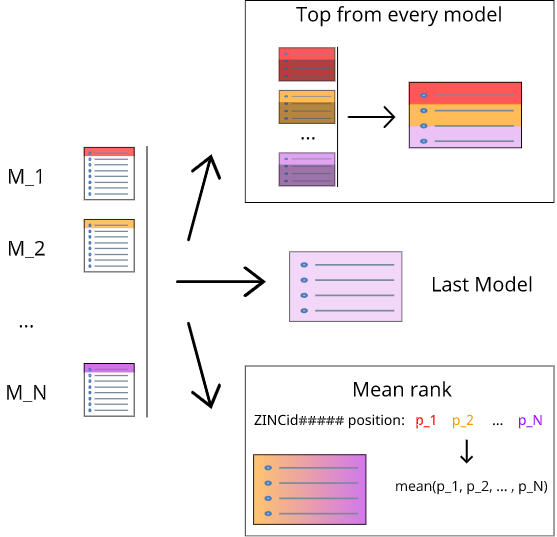 Top from every model
...
M_1
M_2
...
M_N
Last Model
Mean rank
ZINCid##### position: p_1 p_2 ... p_N
mean(p_1, p_2, ... , p_N)